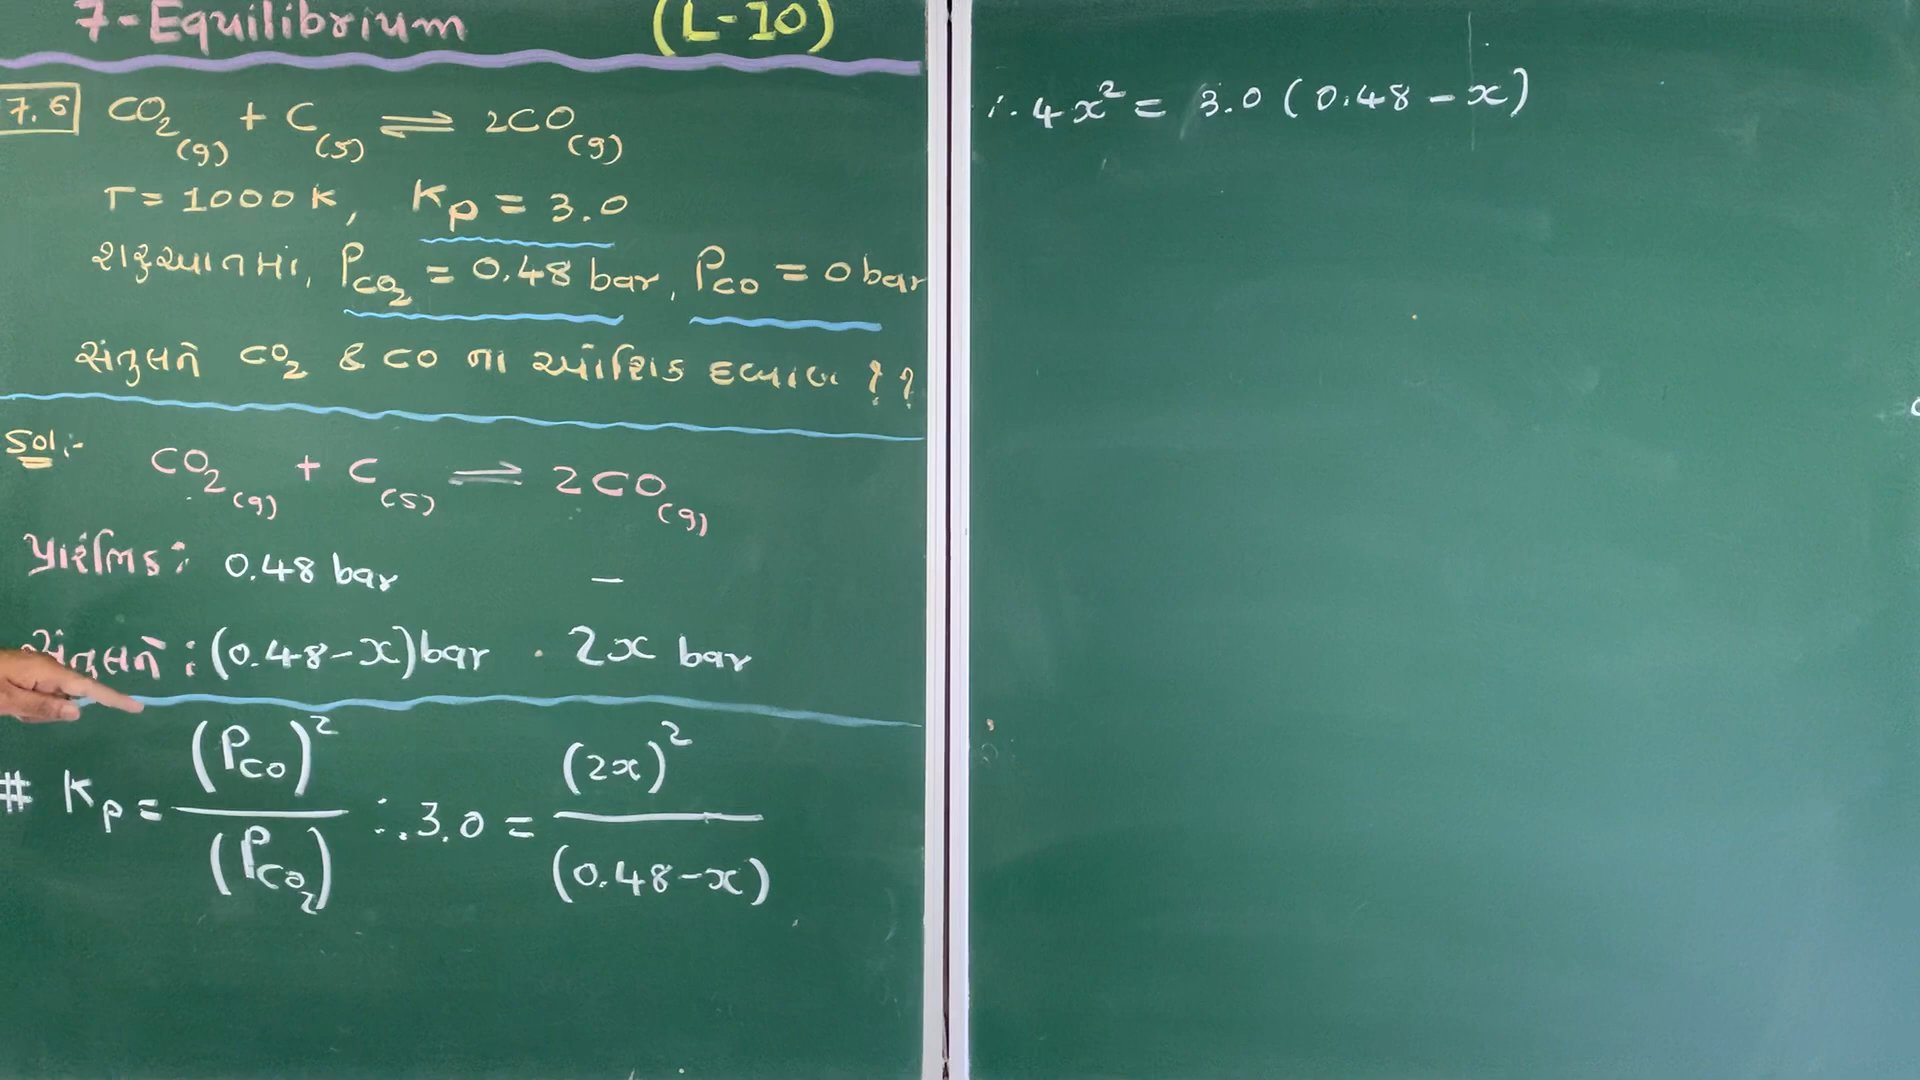 7-Equilibrium (L-10)
7.6 CO₂(g) + C(s) ⇌ 2CO(g)
T = 1000 K, Kp = 3.0
શરૂઆતમાં, PCO₂ = 0.48 bar, PCO = 0 bar
સંતુલને CO₂ & CO ના આંશિક દબાણ ??
Sol:-
CO₂(g) + C(s) ⇌ 2CO(g)
પ્રારંભિક: 0.48 bar –
સંતુલને: (0.48-x)bar 2x bar
# Kp = (PCO)² / (PCO₂) ∴ 3.0 = (2x)² / (0.48-x)
∴ 4x² = 3.0 (0.48 - x)